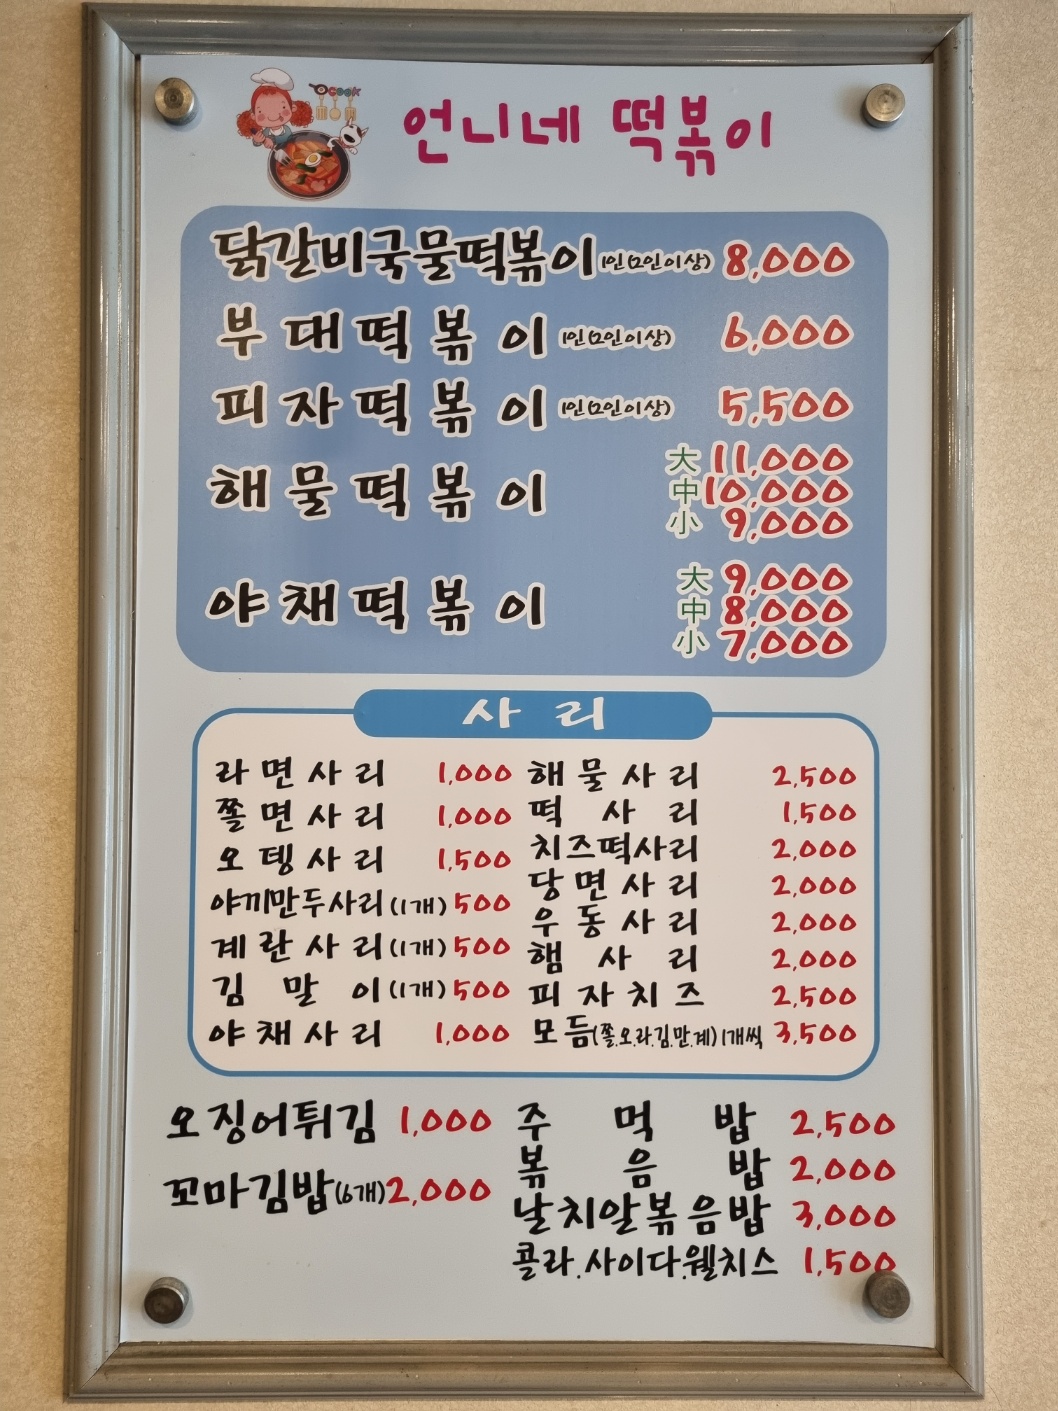 cook
언니네 떡볶이
닭갈비국물떡볶이 1인(2인이상) 8,000
부대떡볶이 1인(2인이상) 6,000
피자떡볶이 1인(2인이상) 5,500
해물떡볶이 大 11,000
中 10,000
小 9,000
야채떡볶이 大 9,000
中 8,000
小 7,000
사리
라면사리 1,000
쫄면사리 1,000
오뎅사리 1,500
야끼만두사리(1개) 500
계란사리(1개) 500
김말이(1개) 500
야채사리 1,000
해물사리 2,500
떡사리 1,500
치즈떡사리 2,000
당면사리 2,000
우동사리 2,000
햄사리 2,000
피자치즈 2,500
모듬(쫄.오.라.김.만.계)1개씩 3,500
오징어튀김 1,000
꼬마김밥(6개) 2,000
주먹밥 2,500
볶음밥 2,000
날치알볶음밥 3,000
콜라.사이다.웰치스 1,500